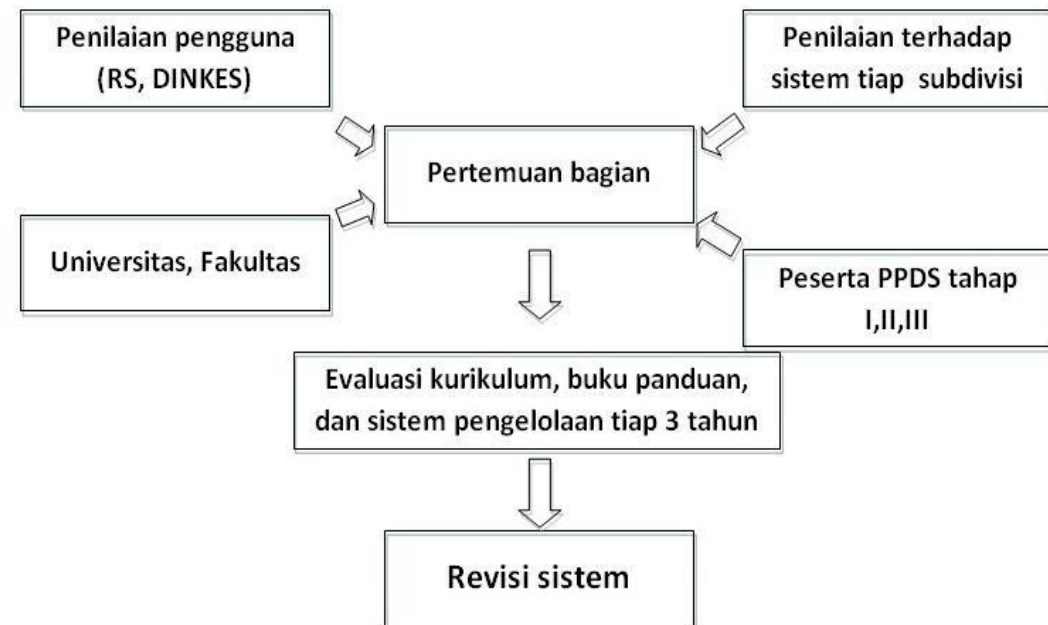 Penilaian pengguna
(RS, DINKES)
Penilaian terhadap
sistem tiap subdivisi
Pertemuan bagian
Universitas, Fakultas
Peserta PPDS tahap
I,II,III
Evaluasi kurikulum, buku panduan,
dan sistem pengelolaan tiap 3 tahun
Revisi sistem